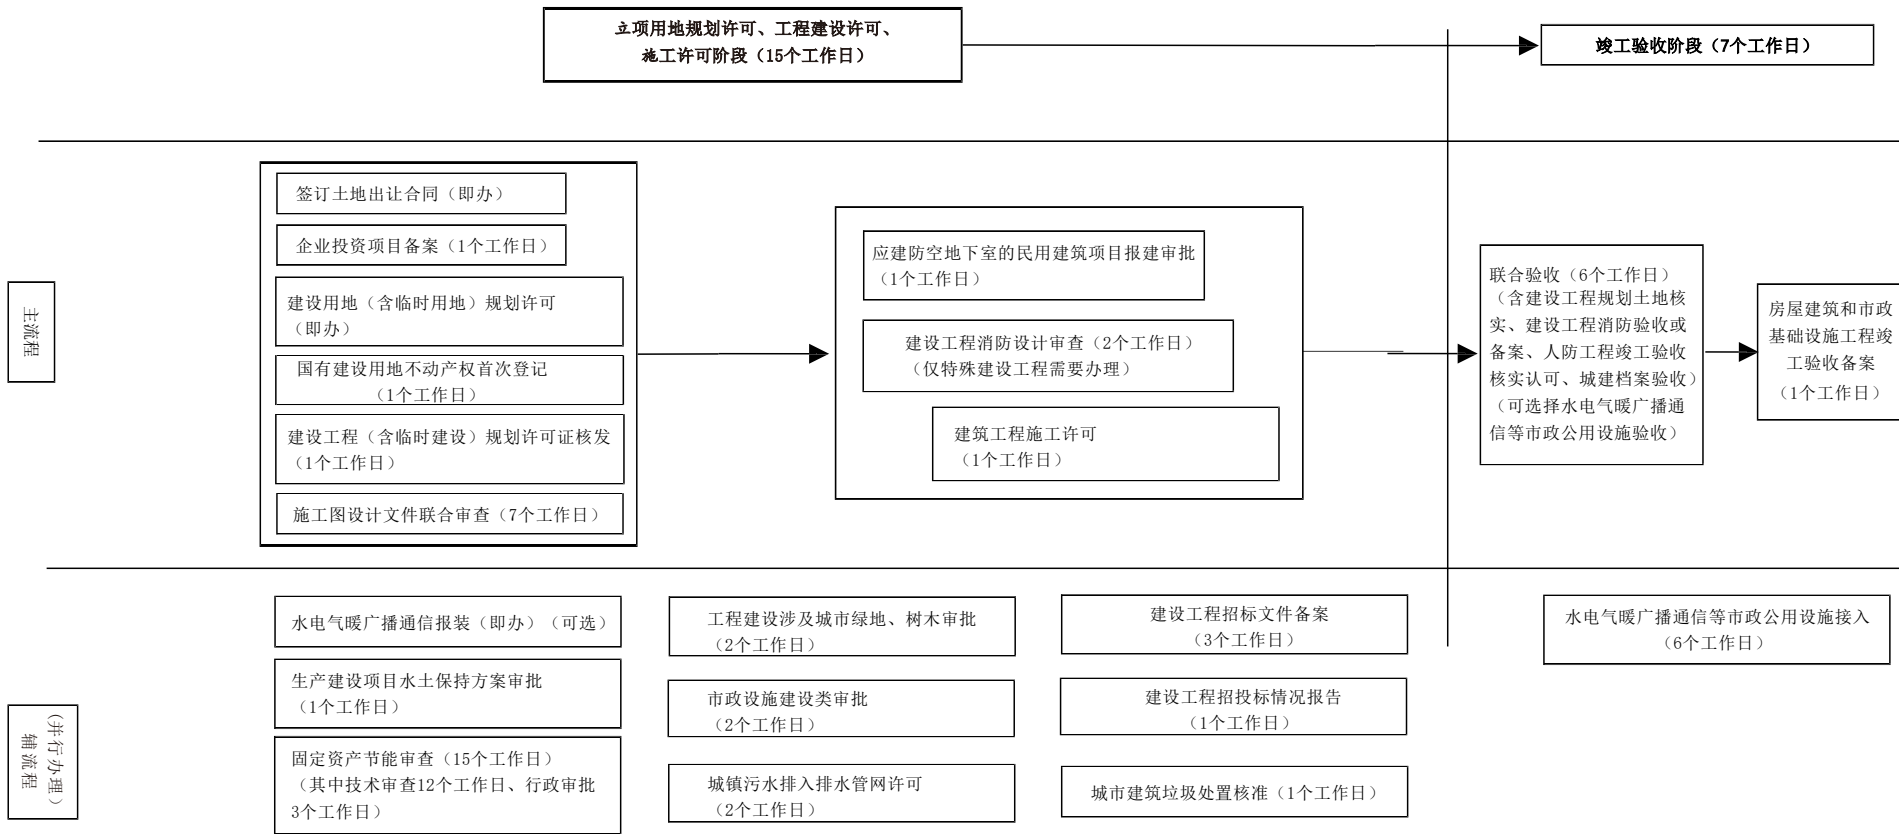 立项用地规划许可、工程建设许可、
施工许可阶段（15个工作日）
竣工验收阶段（7个工作日）
主流程
签订土地出让合同（即办）
企业投资项目备案（1个工作日）
建设用地（含临时用地）规划许可
（即办）
国有建设用地不动产权首次登记
（1个工作日）
建设工程（含临时建设）规划许可证核发
（1个工作日）
施工图设计文件联合审查（7个工作日）
应建防空地下室的民用建筑项目报建审批
（1个工作日）
建设工程消防设计审查（2个工作日）
（仅特殊建设工程需要办理）
建筑工程施工许可
（1个工作日）
联合验收（6个工作日）
（含建设工程规划土地核
实、建设工程消防验收或
备案、人防工程竣工验收
核实认可、城建档案验收）
（可选择水电气暖广播通
信等市政公用设施验收）
房屋建筑和市政
基础设施工程竣
工验收备案
（1个工作日）
（并行办理）
辅流程
水电气暖广播通信报装（即办）（可选）
生产建设项目水土保持方案审批
（1个工作日）
固定资产节能审查（15个工作日）
（其中技术审查12个工作日、行政审批
3个工作日）
工程建设涉及城市绿地、树木审批
（2个工作日）
市政设施建设类审批
（2个工作日）
城镇污水排入排水管网许可
（2个工作日）
建设工程招标文件备案
（3个工作日）
建设工程招投标情况报告
（1个工作日）
城市建筑垃圾处置核准（1个工作日）
水电气暖广播通信等市政公用设施接入
（6个工作日）